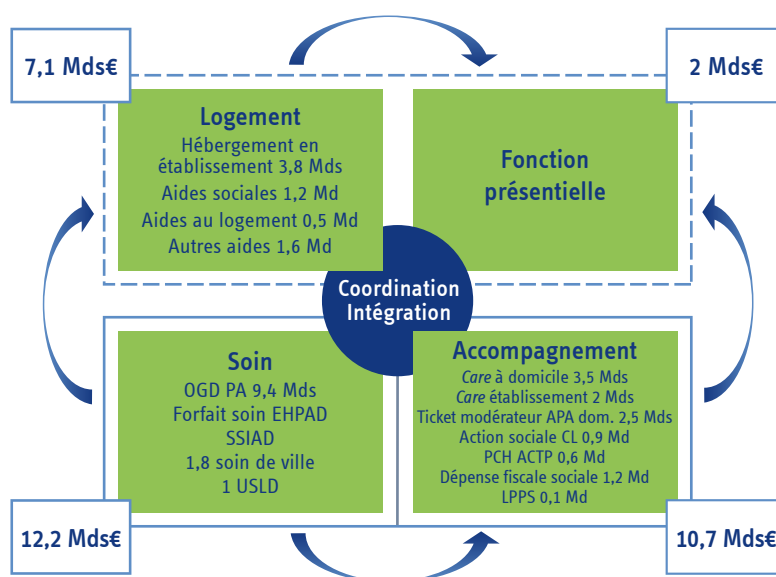 7,1 Mds€
2 Mds€
Logement
Hébergement en
établissement 3,8 Mds
Aides sociales 1,2 Md
Aides au logement 0,5 Md
Autres aides 1,6 Md
Fonction
présentielle
Coordination
Intégration
Soin
OGD PA 9,4 Mds
Forfait soin EHPAD
SSIAD
1,8 soin de ville
1 USLD
Accompagnement
Care à domicile 3,5 Mds
Care établissement 2 Mds
Ticket modérateur APA dom. 2,5 Mds
Action sociale CL 0,9 Md
PCH ACTP 0,6 Md
Dépense fiscale sociale 1,2 Md
LPPS 0,1 Md
12,2 Mds€
10,7 Mds€